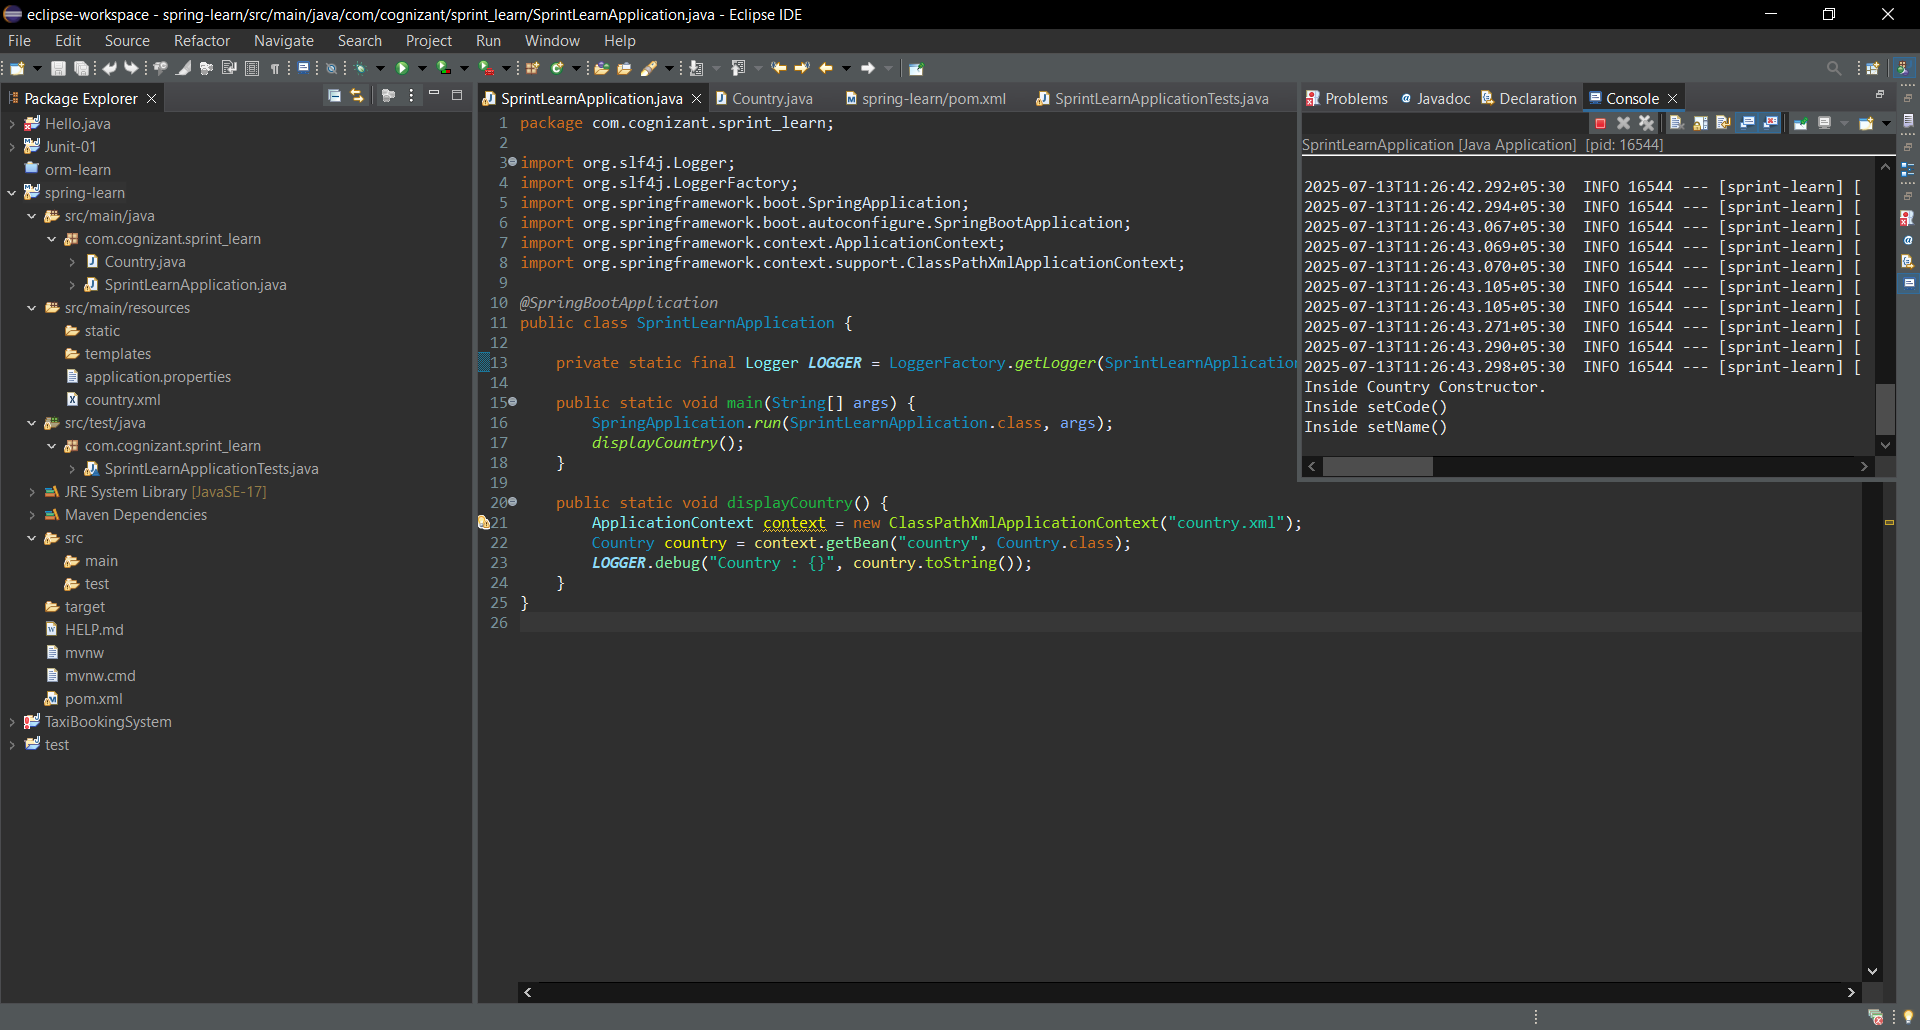 eclipse-workspace - spring-learn/src/main/java/com/cognizant/sprint_learn/SprintLearnApplication.java - Eclipse IDE
File Edit Source Refactor Navigate Search Project Run Window Help
Package Explorer
Hello.java
Junit-01
orm-learn
spring-learn
src/main/java
com.cognizant.sprint_learn
Country.java
SprintLearnApplication.java
src/main/resources
static
templates
application.properties
country.xml
src/test/java
com.cognizant.sprint_learn
SprintLearnApplicationTests.java
JRE System Library [JavaSE-17]
Maven Dependencies
src
main
test
target
HELP.md
mvnw
mvnw.cmd
pom.xml
TaxiBookingSystem
test
SprintLearnApplication.java Country.java spring-learn/pom.xml SprintLearnApplicationTests.java
1 package com.cognizant.sprint_learn;
2
3 import org.slf4j.Logger;
4 import org.slf4j.LoggerFactory;
5 import org.springframework.boot.SpringApplication;
6 import org.springframework.boot.autoconfigure.SpringBootApplication;
7 import org.springframework.context.ApplicationContext;
8 import org.springframework.context.support.ClassPathXmlApplicationContext;
9
10 @SpringBootApplication
11 public class SprintLearnApplication {
12
13 private static final Logger LOGGER = LoggerFactory.getLogger(SprintLearnApplication
14
15 public static void main(String[] args) {
16 SpringApplication.run(SprintLearnApplication.class, args);
17 displayCountry();
18 }
19
20 public static void displayCountry() {
21 ApplicationContext context = new ClassPathXmlApplicationContext("country.xml");
22 Country country = context.getBean("country", Country.class);
23 LOGGER.debug("Country : {}", country.toString());
24 }
25 }
26
Problems Javadoc Declaration Console
SprintLearnApplication [Java Application] [pid: 16544]
2025-07-13T11:26:42.292+05:30 INFO 16544 --- [sprint-learn] [
2025-07-13T11:26:42.294+05:30 INFO 16544 --- [sprint-learn] [
2025-07-13T11:26:43.067+05:30 INFO 16544 --- [sprint-learn] [
2025-07-13T11:26:43.069+05:30 INFO 16544 --- [sprint-learn] [
2025-07-13T11:26:43.070+05:30 INFO 16544 --- [sprint-learn] [
2025-07-13T11:26:43.105+05:30 INFO 16544 --- [sprint-learn] [
2025-07-13T11:26:43.105+05:30 INFO 16544 --- [sprint-learn] [
2025-07-13T11:26:43.271+05:30 INFO 16544 --- [sprint-learn] [
2025-07-13T11:26:43.290+05:30 INFO 16544 --- [sprint-learn] [
2025-07-13T11:26:43.298+05:30 INFO 16544 --- [sprint-learn] [
Inside Country Constructor.
Inside setCode()
Inside setName()